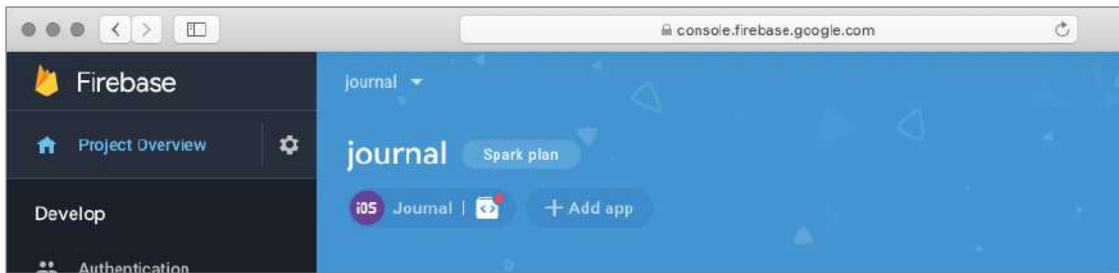 console.firebase.google.com
Firebase
journal
Project Overview
journal Spark plan
iOS Journal | + Add app
Develop
Authentication